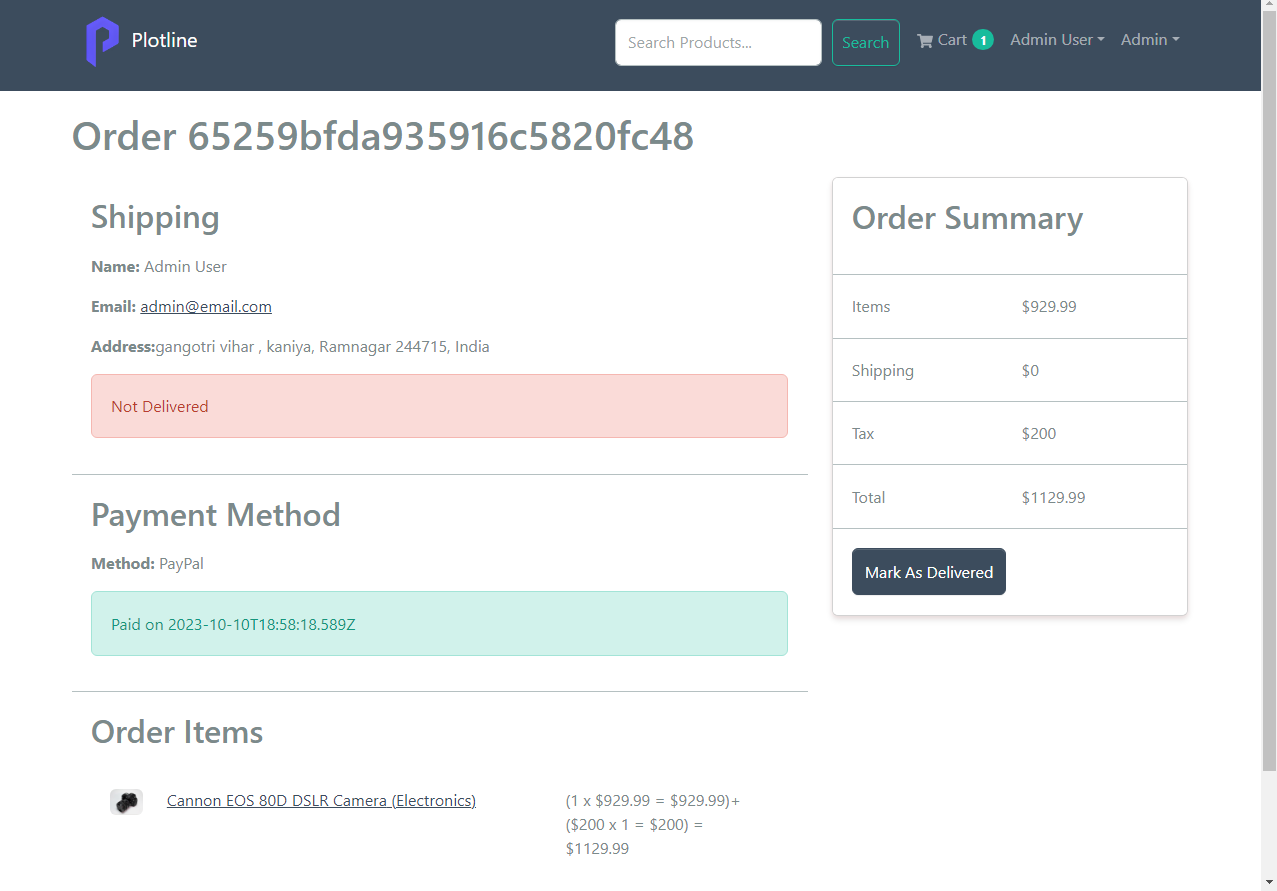 Plotline
Search Products...
Search
Cart 1
Admin User
Admin
Order 65259bfda935916c5820fc48
Shipping
Name: Admin User
Email: admin@email.com
Address:gangotri vihar , kaniya, Ramnagar 244715, India
Not Delivered
Payment Method
Method: PayPal
Paid on 2023-10-10T18:58:18.589Z
Order Items
Cannon EOS 80D DSLR Camera (Electronics)
(1 x $929.99 = $929.99)+
($200 x 1 = $200) =
$1129.99
Order Summary
Items $929.99
Shipping $0
Tax $200
Total $1129.99
Mark As Delivered